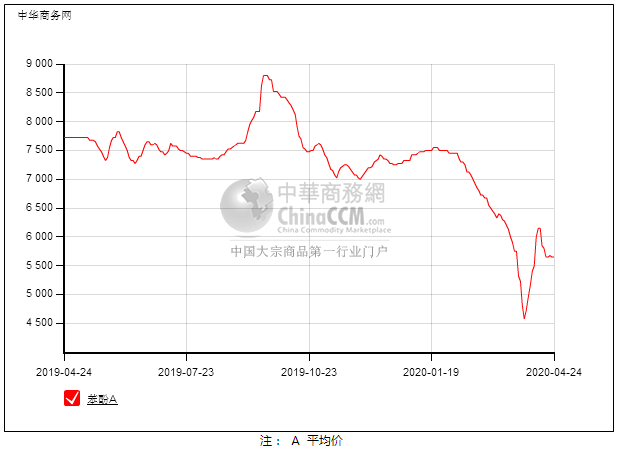 中华商务网
9 000
8 500
8 000
7 500
7 000
6 500
6 000
5 500
5 000
4 500
中華商務網
ChinaCCM.com
China Commodity Marketplace
中国大宗商品第一行业门户
2019-04-24 2019-07-23 2019-10-23 2020-01-19 2020-04-24
苯酚A
注： A 平均价